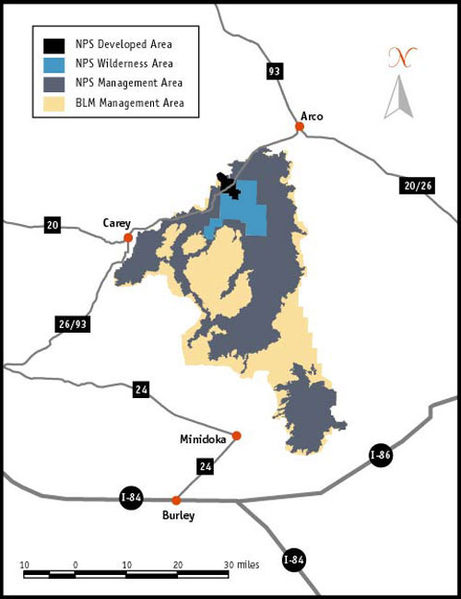 NPS Developed Area
NPS Wilderness Area
NPS Management Area
BLM Management Area
N
93
Arco
20/26
20
Carey
26/93
24
Minidoka
24
I-86
I-84
Burley
I-84
10 0 10 20 30 miles